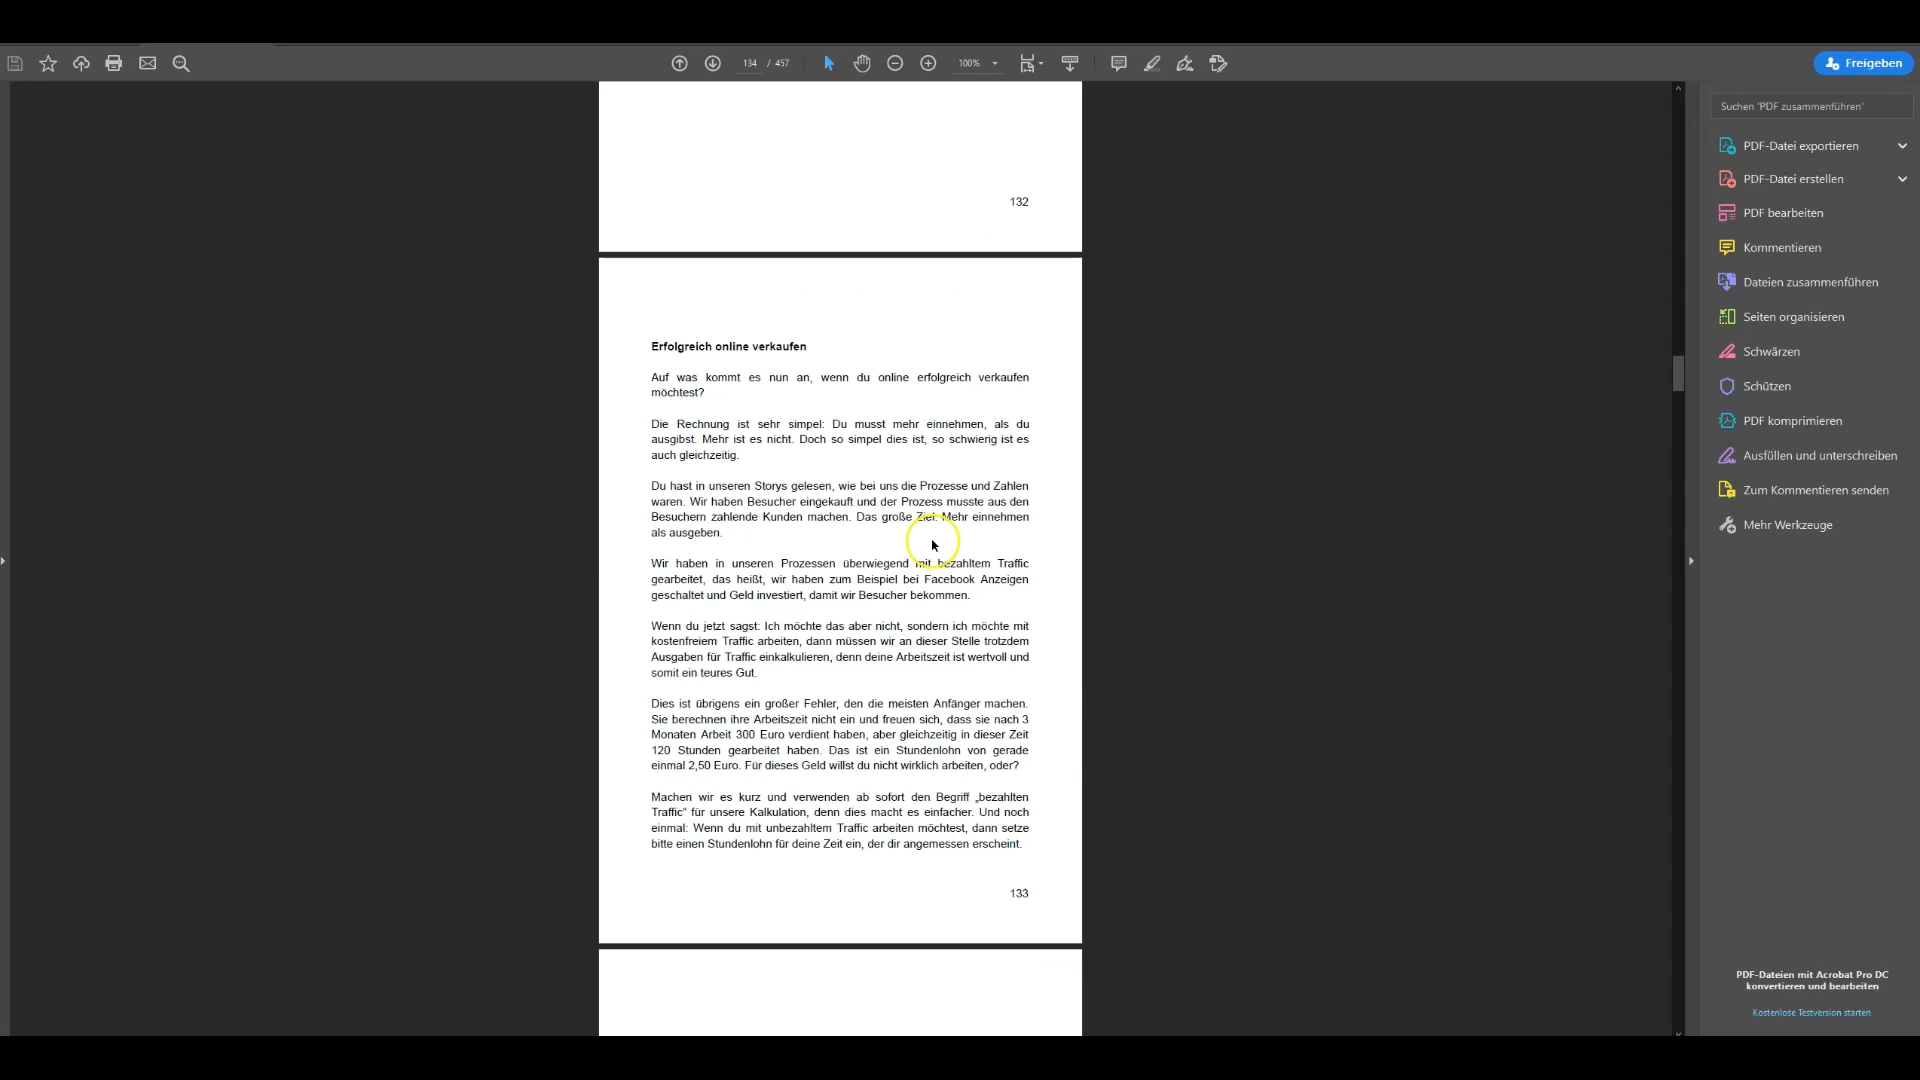 134 / 457
100%
Freigeben
132
Erfolgreich online verkaufen
Auf was kommt es nun an, wenn du online erfolgreich verkaufen
möchtest?
Die Rechnung ist sehr simpel: Du musst mehr einnehmen, als du
ausgibst. Mehr ist es nicht. Doch so simpel dies ist, so schwierig ist es
auch gleichzeitig.
Du hast in unseren Storys gelesen, wie bei uns die Prozesse und Zahlen
waren. Wir haben Besucher eingekauft und der Prozess musste aus den
Besuchern zahlende Kunden machen. Das große Ziel: Mehr einnehmen
als ausgeben.
Wir haben in unseren Prozessen überwiegend mit bezahltem Traffic
gearbeitet, das heißt, wir haben zum Beispiel bei Facebook Anzeigen
geschaltet und Geld investiert, damit wir Besucher bekommen.
Wenn du jetzt sagst: Ich möchte das aber nicht, sondern ich möchte mit
kostenfreiem Traffic arbeiten, dann müssen wir an dieser Stelle trotzdem
Ausgaben für Traffic einkalkulieren, denn deine Arbeitszeit ist wertvoll und
somit ein teures Gut.
Dies ist übrigens ein großer Fehler, den die meisten Anfänger machen.
Sie berechnen ihre Arbeitszeit nicht ein und freuen sich, dass sie nach 3
Monaten Arbeit 300 Euro verdient haben, aber gleichzeitig in dieser Zeit
120 Stunden gearbeitet haben. Das ist ein Stundenlohn von gerade
einmal 2,50 Euro. Für dieses Geld willst du nicht wirklich arbeiten, oder?
Machen wir es kurz und verwenden ab sofort den Begriff „bezahlten
Traffic“ für unsere Kalkulation, denn dies macht es einfacher. Und noch
einmal: Wenn du mit unbezahltem Traffic arbeiten möchtest, dann setze
bitte einen Stundenlohn für deine Zeit ein, der dir angemessen erscheint.
133
Suchen 'PDF zusammenführen'
PDF-Datei exportieren
PDF-Datei erstellen
PDF bearbeiten
Kommentieren
Dateien zusammenführen
Seiten organisieren
Schwärzen
Schützen
PDF komprimieren
Ausfüllen und unterschreiben
Zum Kommentieren senden
Mehr Werkzeuge
PDF-Dateien mit Acrobat Pro DC
konvertieren und bearbeiten
Kostenlose Testversion starten